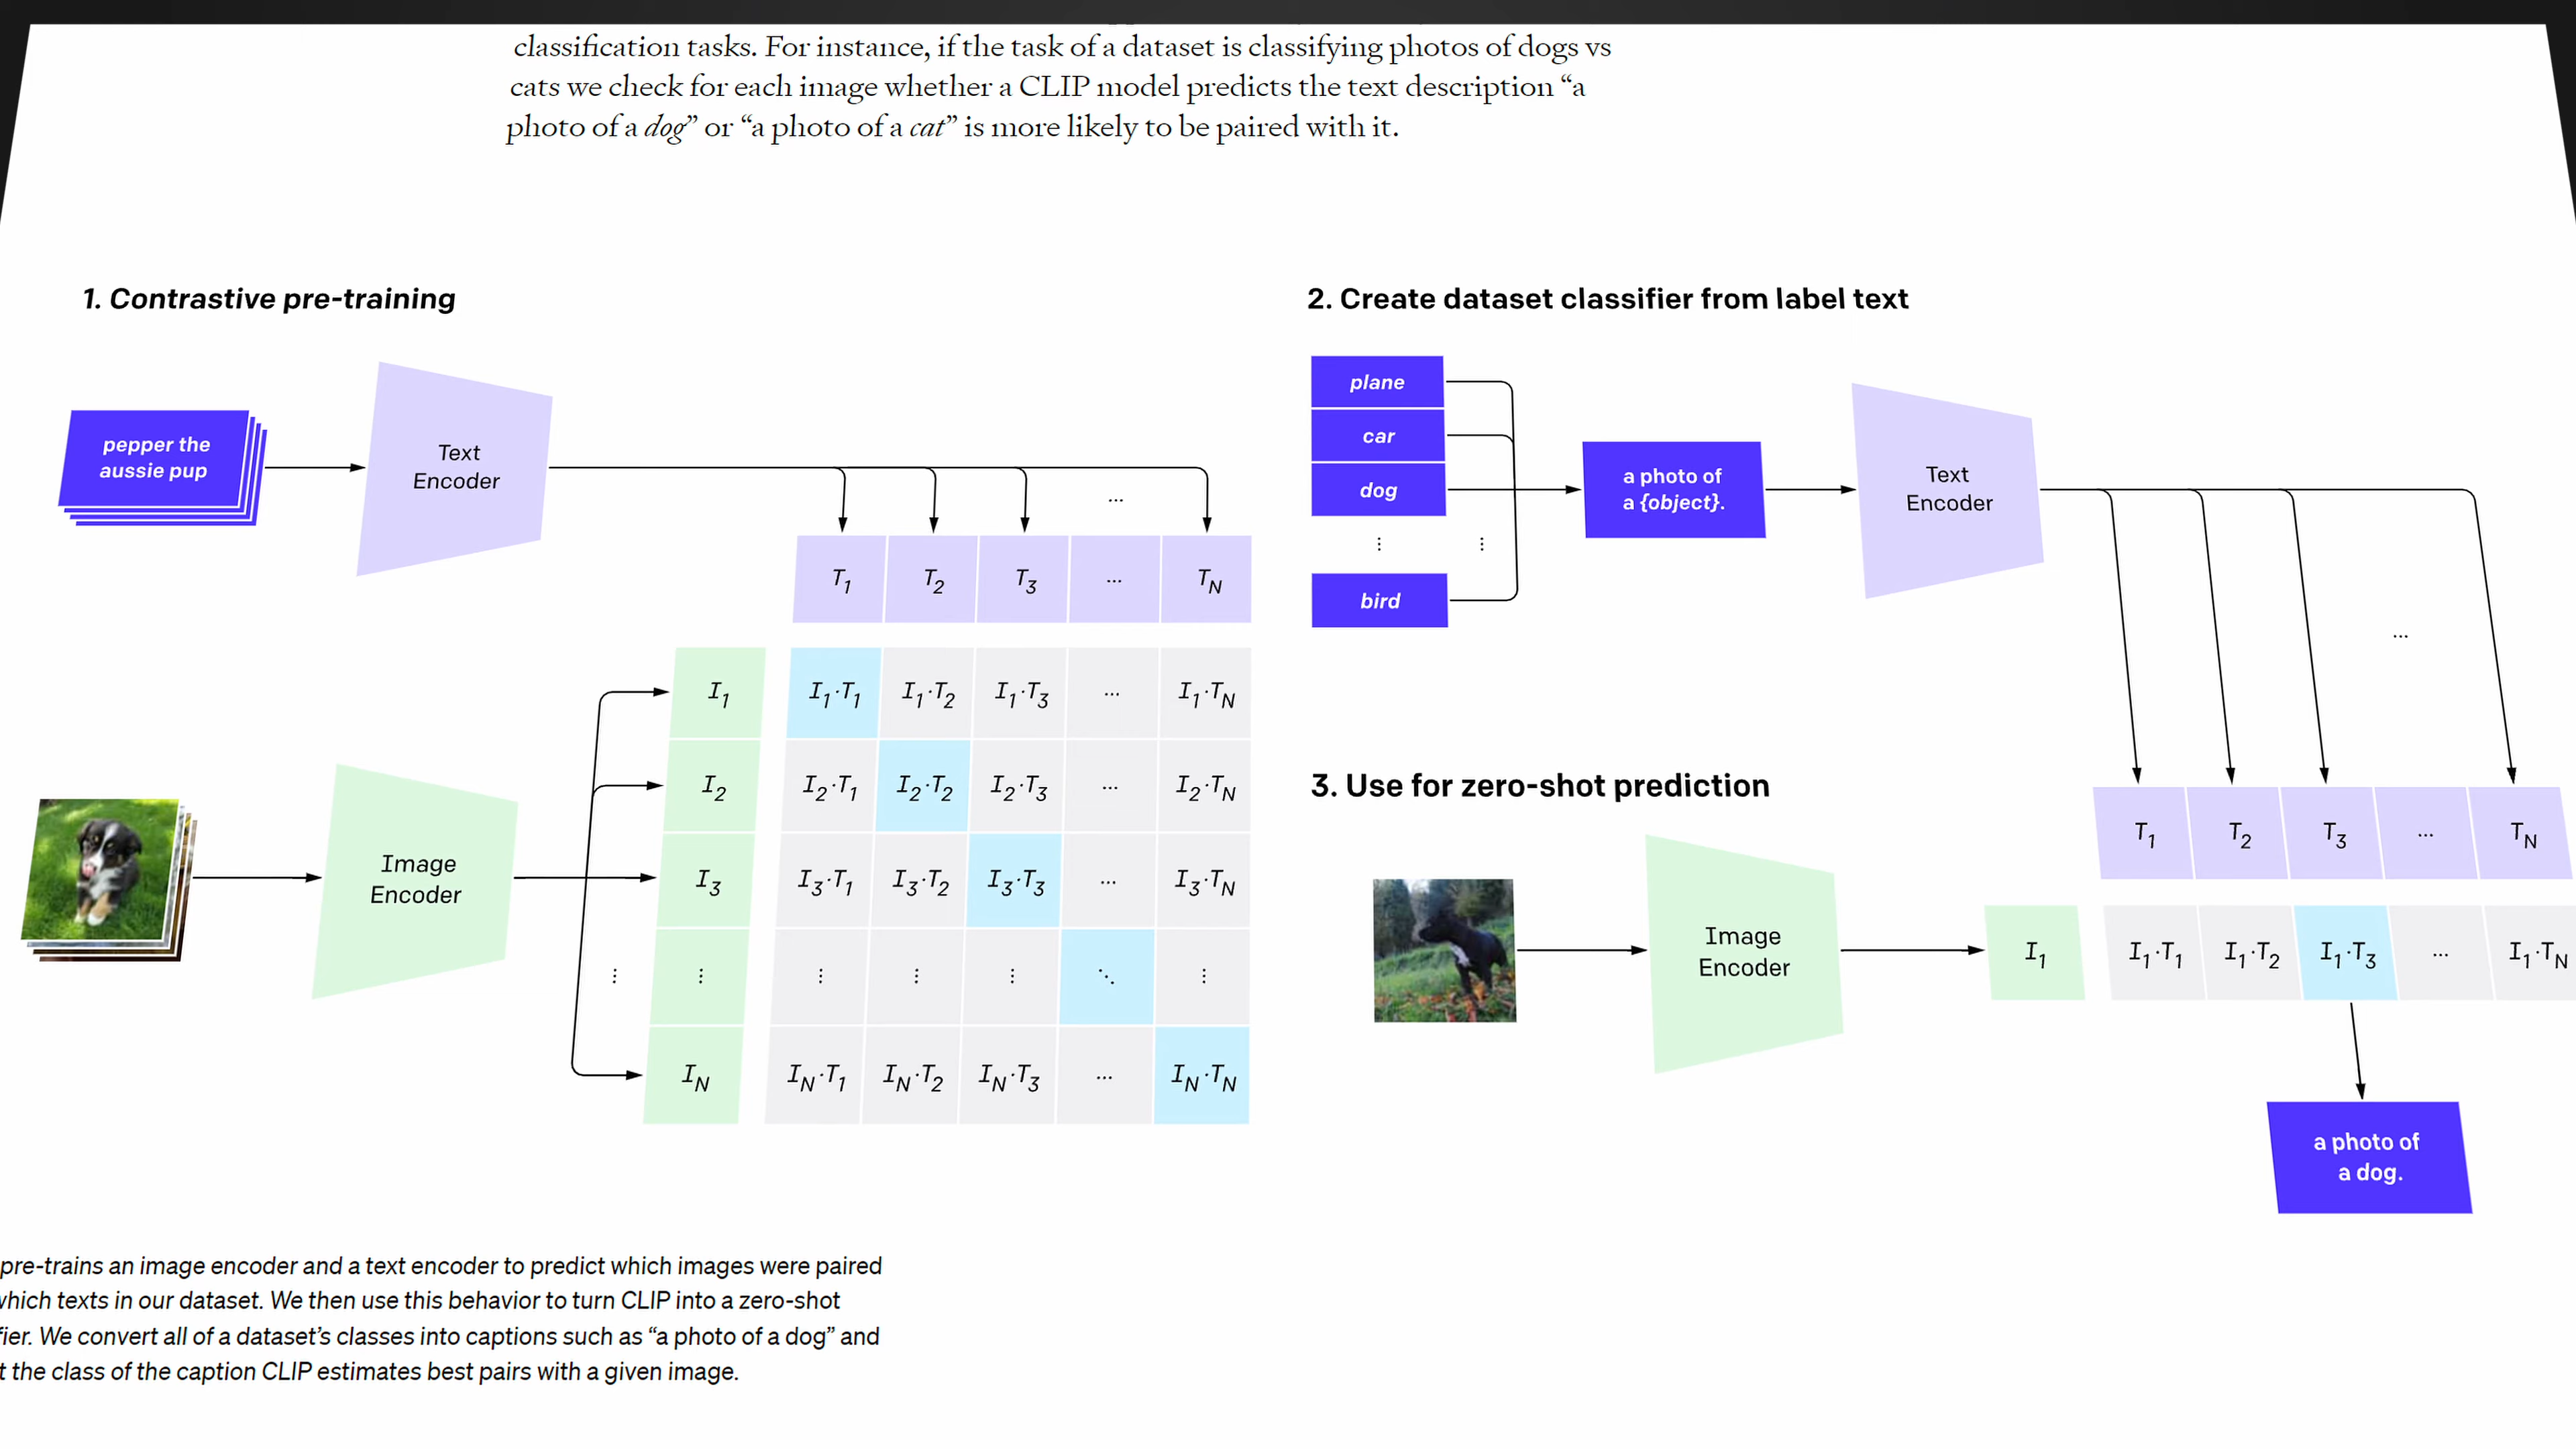 classification tasks. For instance, if the task of a dataset is classifying photos of dogs vs
cats we check for each image whether a CLIP model predicts the text description “a
photo of a dog” or “a photo of a cat” is more likely to be paired with it.
1. Contrastive pre-training
pepper the
aussie pup
Text
Encoder
...
T1 T2 T3 ... TN
Image
Encoder
⋮
I1 I1·T1 I1·T2 I1·T3 ... I1·TN
I2 I2·T1 I2·T2 I2·T3 ... I2·TN
I3 I3·T1 I3·T2 I3·T3 ... I3·TN
⋮ ⋮ ⋮ ⋮ ⋱ ⋮
IN IN·T1 IN·T2 IN·T3 ... IN·TN
2. Create dataset classifier from label text
plane
car
dog
⋮ ⋮
bird
a photo of
a {object}.
Text
Encoder
...
3. Use for zero-shot prediction
Image
Encoder
T1 T2 T3 ... TN
I1 I1·T1 I1·T2 I1·T3 ... I1·TN
a photo of
a dog.
pre-trains an image encoder and a text encoder to predict which images were paired
which texts in our dataset. We then use this behavior to turn CLIP into a zero-shot
fier. We convert all of a dataset’s classes into captions such as “a photo of a dog” and
t the class of the caption CLIP estimates best pairs with a given image.